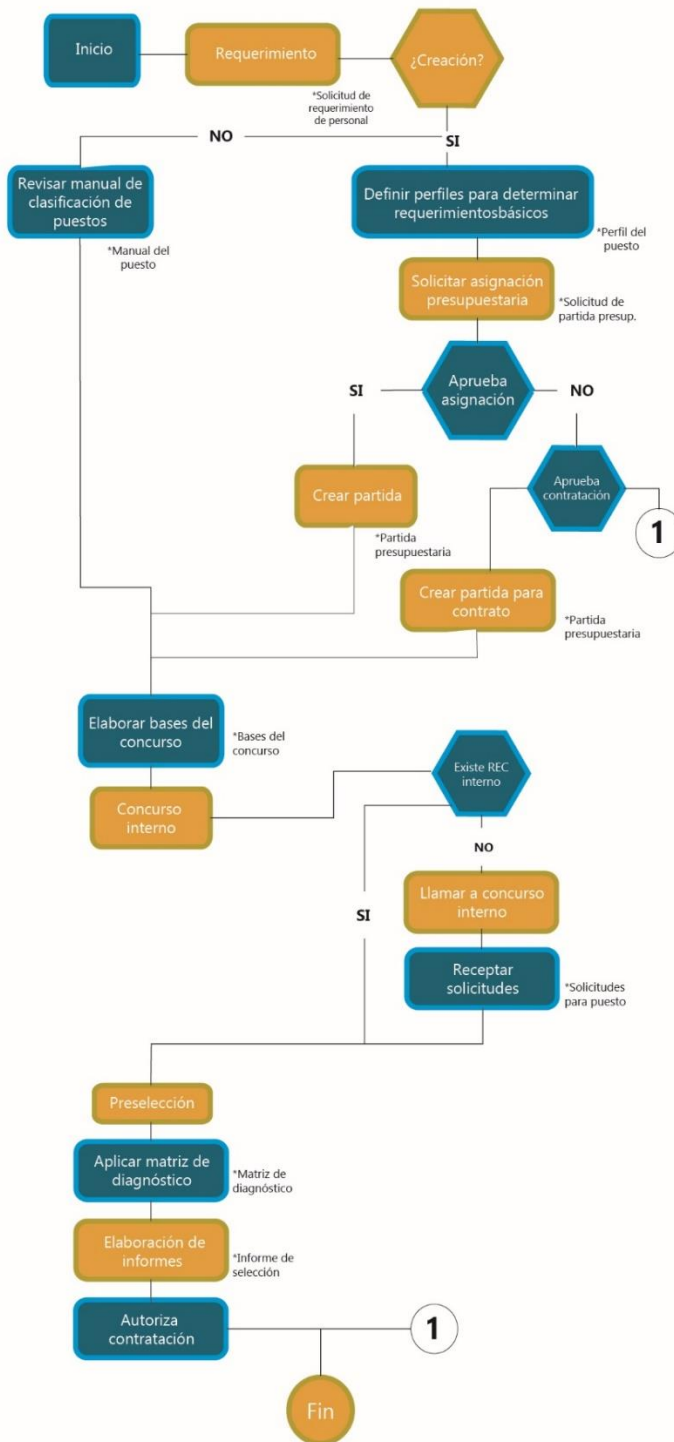 Inicio
Requerimiento
¿Creación?
*Solicitud de
requerimiento
de personal
NO
SI
Revisar manual de
clasificación de
puestos
*Manual del
puesto
Definir perfiles para determinar
requerimientosbásicos
*Perfil del
puesto
Solicitar asignación
presupuestaria
*Solicitud de
partida presup.
Aprueba
asignación
SI
NO
Aprueba
contratación
1
Crear partida
*Partida
presupuestaria
Crear partida para
contrato
*Partida
presupuestaria
Elaborar bases del
concurso
*Bases del
concurso
Existe REC
interno
Concurso
interno
NO
SI
Llamar a concurso
interno
Receptar
solicitudes
*Solicitudes
para puesto
Preselección
Aplicar matriz de
diagnóstico
*Matriz de
diagnóstico
Elaboración de
informes
*Informe de
selección
Autoriza
contratación
1
Fin